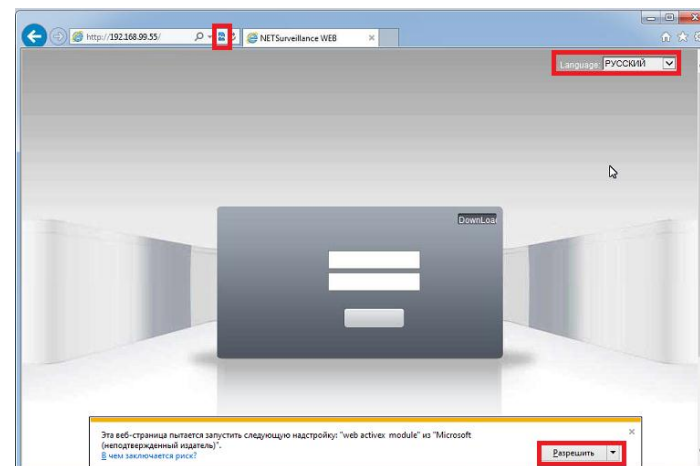 http://192.168.99.55/
NETSurveillance WEB
Language: РУССКИЙ
DownLoa
Эта веб-страница пытается запустить следующую надстройку: "web activex module" из "Microsoft
(неподтвержденный издатель)".
В чем заключается риск?
Разрешить